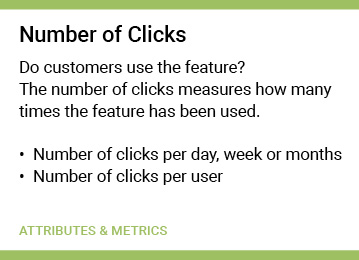 Number of Clicks
Do customers use the feature?
The number of clicks measures how many
times the feature has been used.
• Number of clicks per day, week or months
• Number of clicks per user
ATTRIBUTES & METRICS